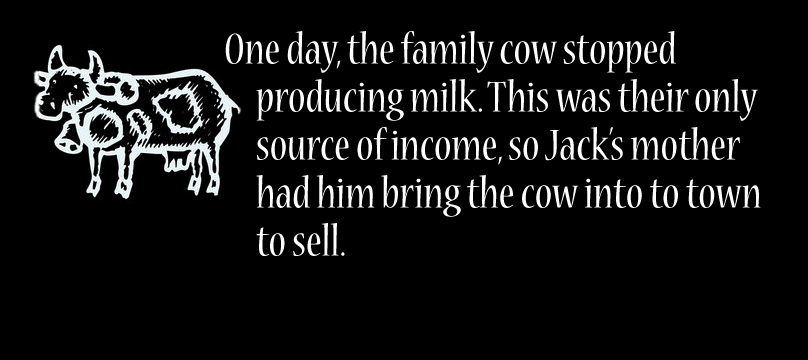 One day, the family cow stopped
producing milk. This was their only
source of income, so Jack's mother
had him bring the cow into to town
to sell.